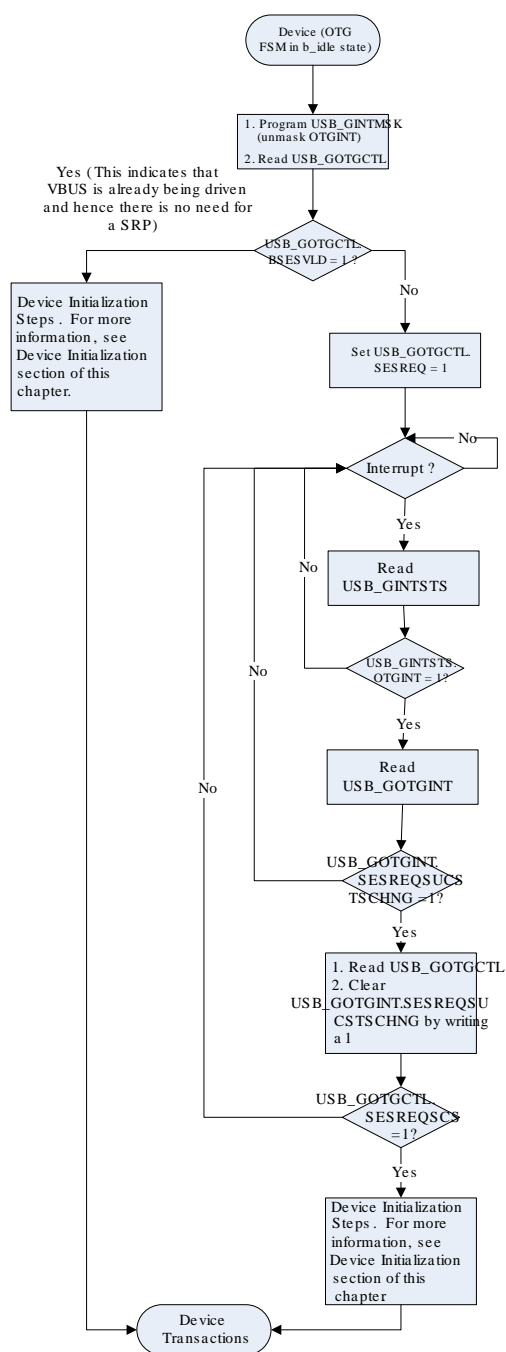 Device (OTG
FSM in b_idle state)
1. Program USB_GINTMSK
(unmask OTGINT)
2. Read USB_GOTGCTL
Yes (This indicates that
VBUS is already being driven
and hence there is no need for
a SRP)
USB_GOTGCTL.
BSESVLD = 1 ?
No
Device Initialization
Steps . For more
information , see
Device Initialization
section of this
chapter.
Set USB_GOTGCTL.
SESREQ = 1
No
Interrupt ?
Yes
Read
USB_GINTSTS
No
USB_GINTSTS.
OTGINT = 1?
No
Yes
Read
USB_GOTGINT
No
USB_GOTGINT.
SESREQSUCS
TSCHNG =1?
Yes
1. Read USB_GOTGCTL
2. Clear
USB_GOTGINT.SESREQSU
CSTSCHNG by writing
a 1
USB_GOTGCTL.
SESREQSCS
=1?
Yes
Device Initialization
Steps . For more
information , see
Device Initialization
section of this
chapter
Device
Transactions